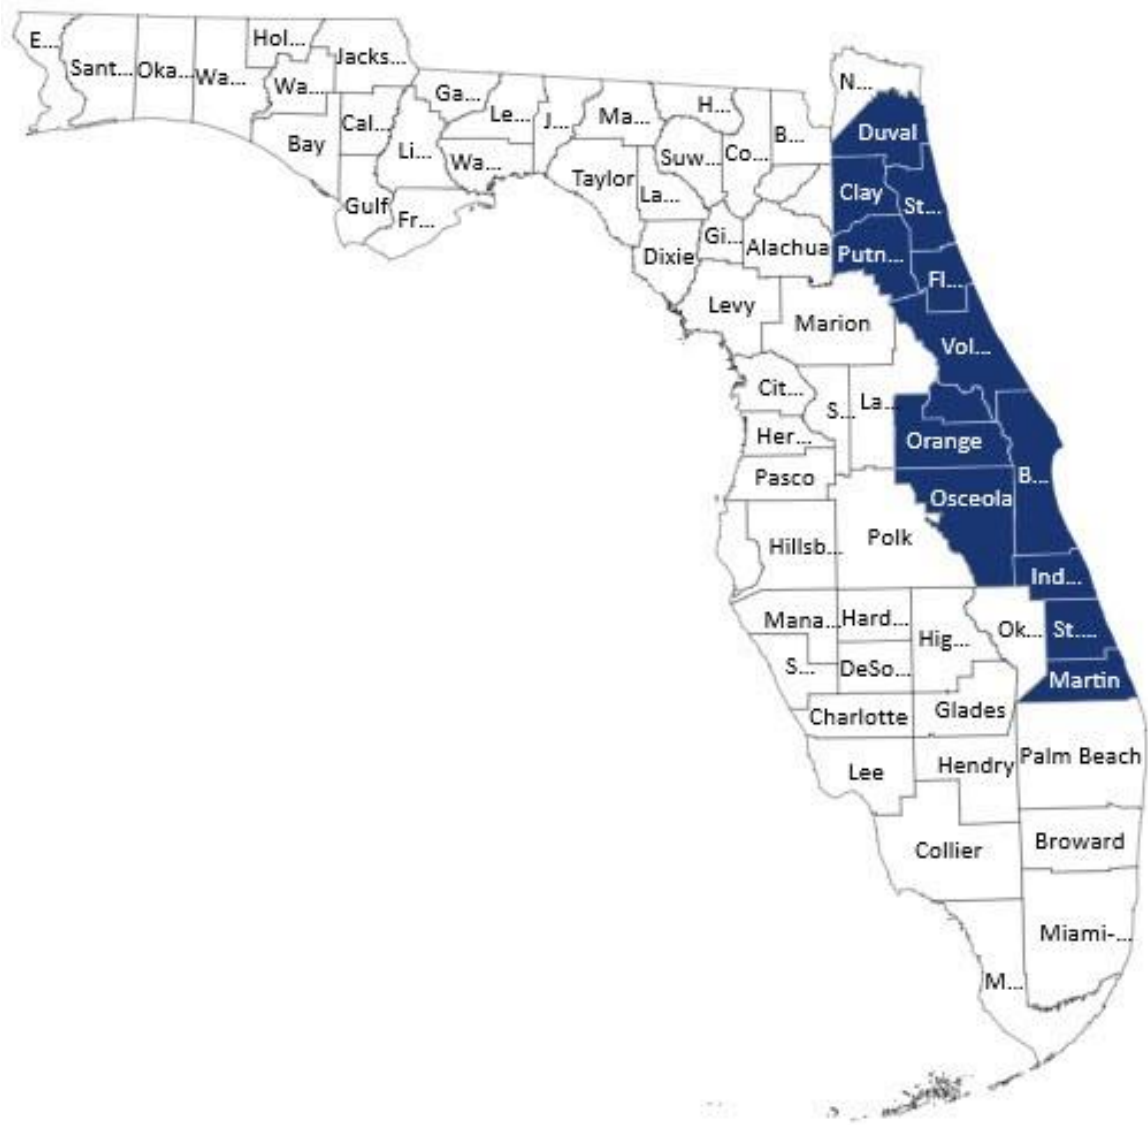 E...
Sant...
Oka...
Wa...
Hol...
Wa...
Jacks...
Bay
Cal...
Gulf
Li...
Fr...
Ga...
Le...
Wa...
J...
Ma...
Taylor
La...
H...
Suw...
Co...
B...
N...
Duval
Clay
St...
Putn...
Fl...
Gi...
Alachua
Dixie
Levy
Marion
Vol...
Cit...
S...
La...
Her...
Orange
B...
Pasco
Osceola
Hillsb...
Polk
Ind...
Mana...
Hard...
Hig...
Ok...
St....
S...
DeSo...
Martin
Charlotte
Glades
Lee
Hendry
Palm Beach
Collier
Broward
Miami-...
M...